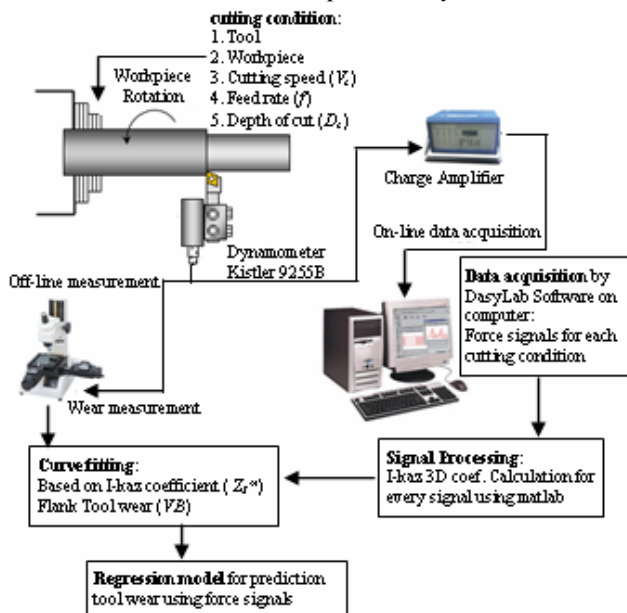 cutting condition:
1. Tool
2. Workpiece
3. Cutting speed (Vc)
4. Feed rate (f)
5. Depth of cut (Dc)
Workpiece
Rotation
Charge Amplifier
On-line data acquisition
Dynamometer
Kistler 9255B
Off-line measurement
Data acquisition by
DasyLab Software on
computer:
Force signals for each
cutting condition
Wear measurement
Curve fitting:
Based on I-kaz coefficient ( Z
Flank Tool wear (VB)
Signal Processing:
I-kaz 3D coef. Calculation for
every signal using matlab
Regression model for prediction
tool wear using force signals